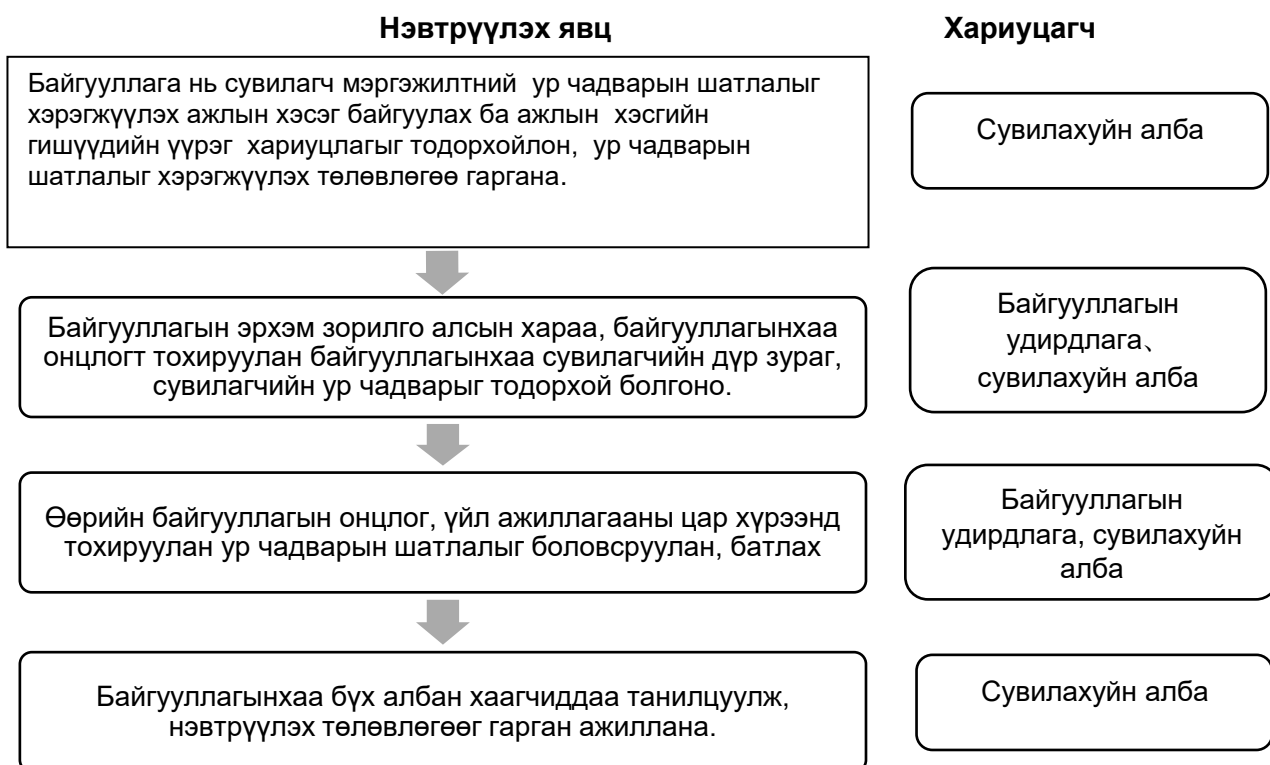 Нэвтрүүлэх явц
Хариуцагч
Байгууллага нь сувилагч мэргэжилтний ур чадварын шатлалыг
хэрэгжүүлэх ажлын хэсэг байгуулах ба ажлын хэсгийн
гишүүдийн үүрэг хариуцлагыг тодорхойлон, ур чадварын
шатлалыг хэрэгжүүлэх төлөвлөгөө гаргана.
Сувилахуйн алба
Байгууллагын эрхэм зорилго алсын хараа, байгууллагынхаа
онцлогт тохируулан байгууллагынхаа сувилагчийн дүр зураг,
сувилагчийн ур чадварыг тодорхой болгоно.
Байгууллагын
удирдлага、
сувилахуйн алба
Өөрийн байгууллагын онцлог, үйл ажиллагааны цар хүрээнд
тохируулан ур чадварын шатлалыг боловсруулан, батлах
Байгууллагын
удирдлага, сувилахуйн
алба
Байгууллагынхаа бүх албан хаагчиддаа танилцуулж,
нэвтрүүлэх төлөвлөгөөг гарган ажиллана.
Сувилахуйн алба